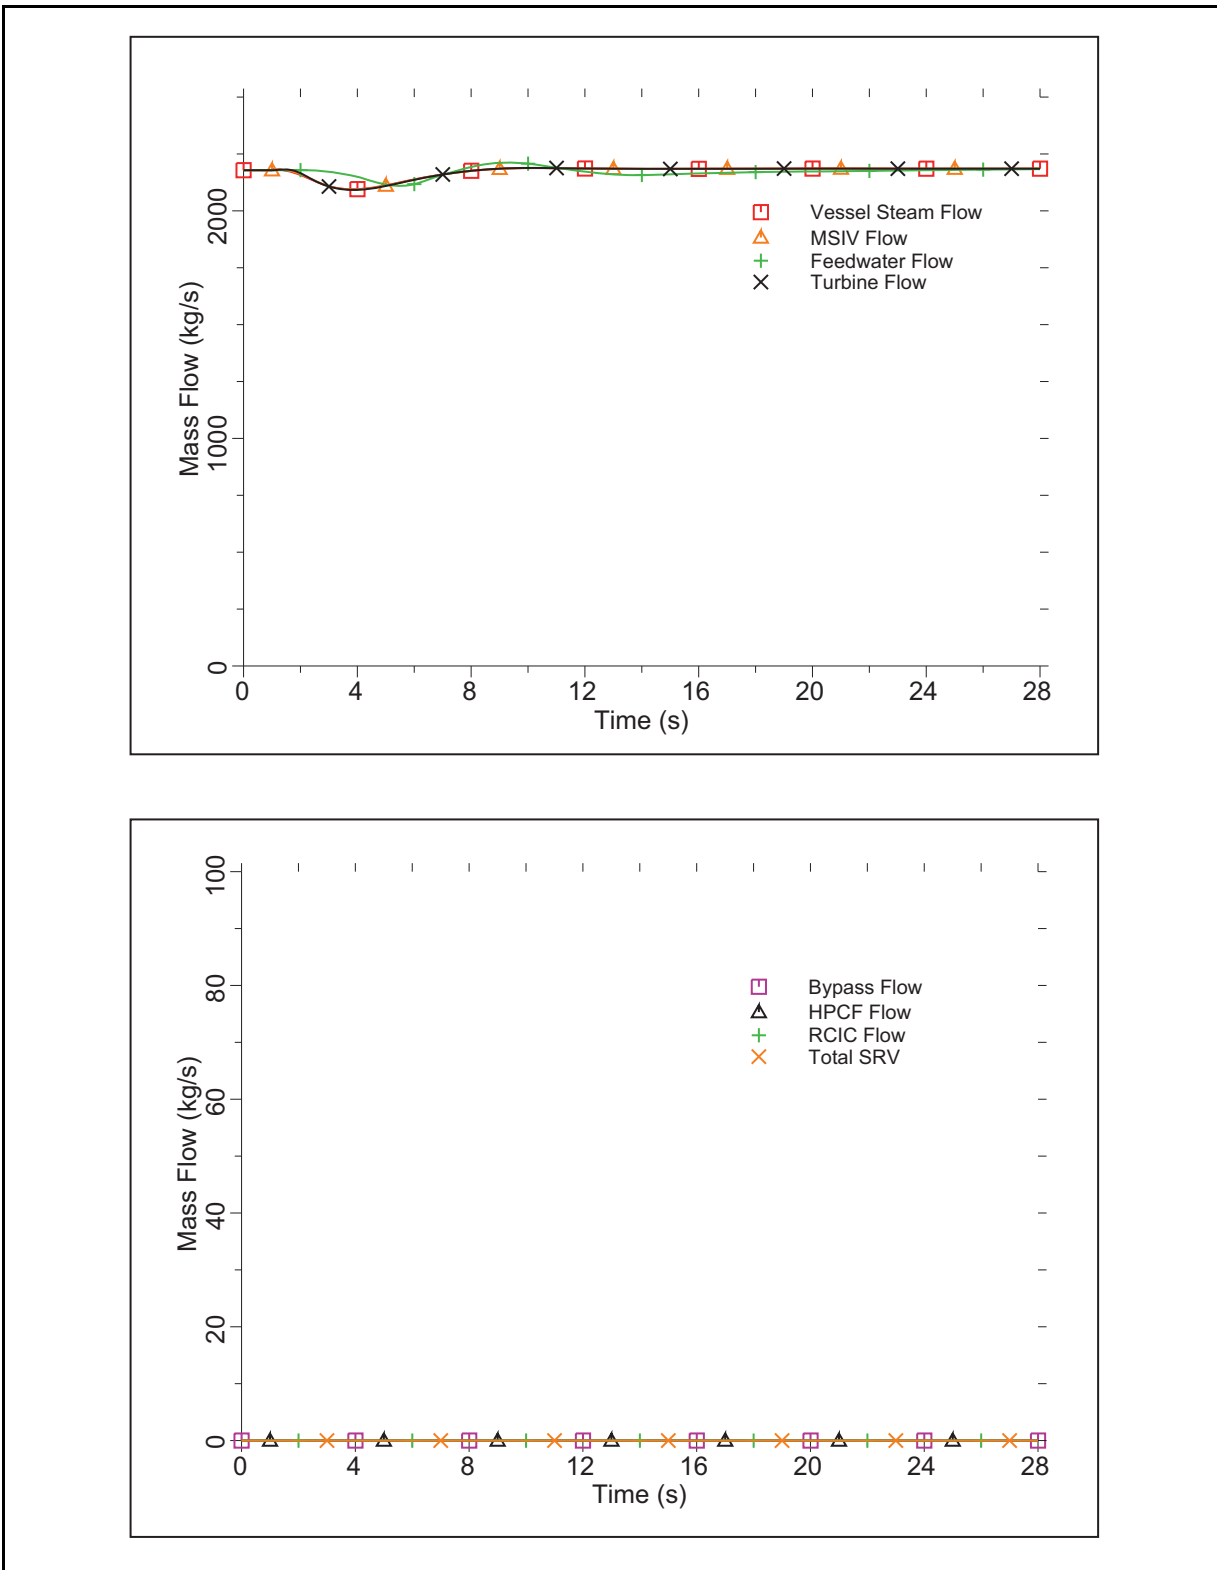 2000
1000
0
Mass Flow (kg/s)
Vessel Steam Flow
MSIV Flow
Feedwater Flow
Turbine Flow
0 4 8 12 16 20 24 28
Time (s)
100
80
60
40
20
0
Mass Flow (kg/s)
Bypass Flow
HPCF Flow
RCIC Flow
Total SRV
0 4 8 12 16 20 24 28
Time (s)